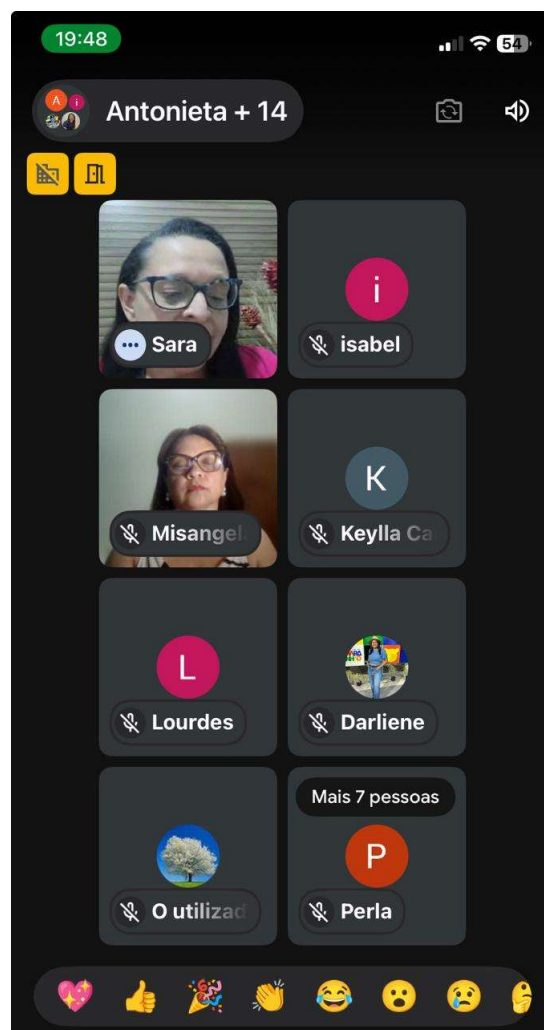 19:48
54
A
i
Antonieta + 14
Sara
i
isabel
Misangel
K
Keylla Ca
L
Lourdes
Darliene
O utilizad
Mais 7 pessoas
P
Perla